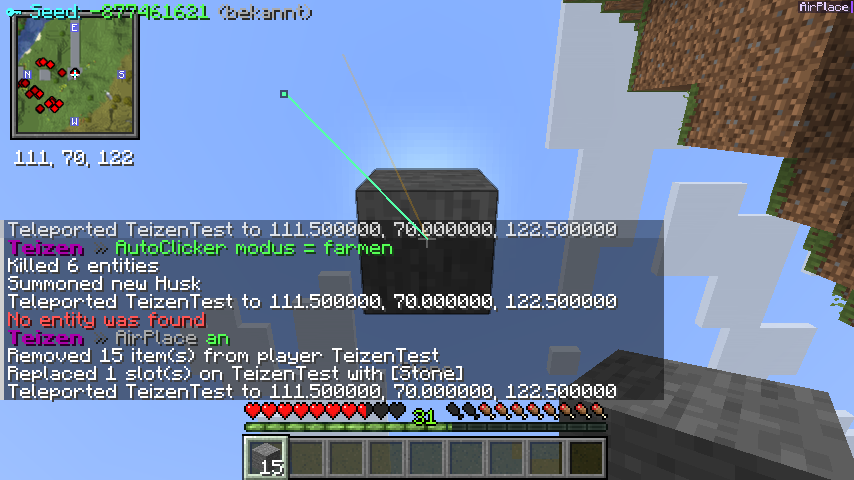 Seed: -877461621 (bekannt)
AirPlace
E
N
S
W
111, 70, 122
Teleported TeizenTest to 111.500000, 70.000000, 122.500000
Teizen » AutoClicker modus = farmen
Killed 6 entities
Summoned new Husk
Teleported TeizenTest to 111.500000, 70.000000, 122.500000
No entity was found
Teizen » AirPlace an
Removed 15 item(s) from player TeizenTest
Replaced 1 slot(s) on TeizenTest with [Stone]
Teleported TeizenTest to 111.500000, 70.000000, 122.500000
31
15